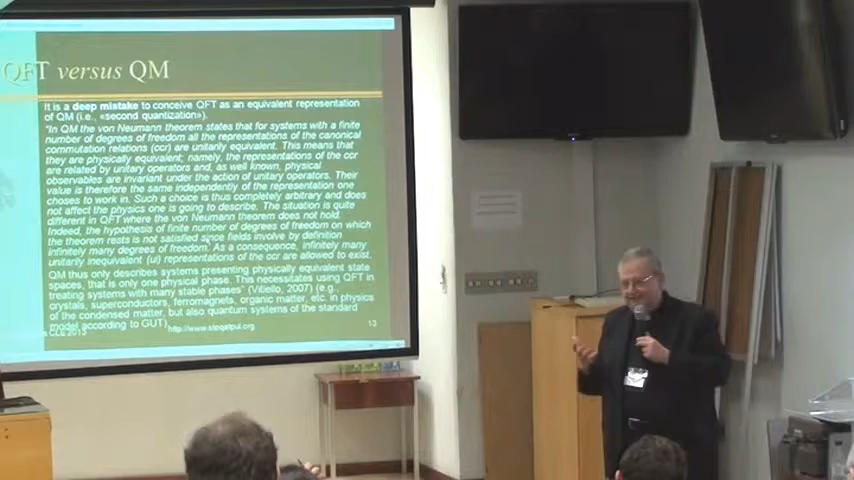 QFT versus QM
It is a deep mistake to conceive QFT as an equivalent representation
of QM (i.e., «second quantization»).
"In QM the von Neumann theorem states that for systems with a finite
number of degrees of freedom all the representations of the canonical
commutation relations (ccr) are unitarily equivalent. This means that
they are physically equivalent; namely, the representations of the ccr
are related by unitary operators and, as well known, physical
observables are invariant under the action of unitary operators. Their
value is therefore the same independently of the representation one
choses to work in. Such a choice is thus completely arbitrary and does
not affect the physics one is going to describe. The situation is quite
different in QFT where the von Neumann theorem does not hold.
Indeed, the hypothesis of finite number of degrees of freedom on which
the theorem rests is not satisfied since fields involve by definition
infinitely many degrees of freedom. As a consequence, infinitely many
unitarily inequivalent (ui) representations of the ccr are allowed to exist.
QM thus only describes systems presenting physically equivalent state
spaces, that is only one physical phase. This necessitates using QFT in
treating systems with many stable phases" (Vitiello, 2007) (e.g.,
crystals, superconductors, ferromagnets, organic matter, etc. in physics
of the condensed matter, but also quantum systems of the standard
model according to GUT)
CLE 2013
http://www.stoqatpul.org
13